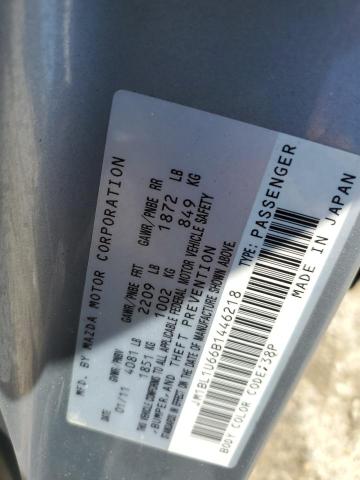 MFD. BY MAZDA MOTOR CORPORATION
DATE GVWR/PNBV GAWR/PNBE FRT GAWR/PNBE RR
01/11 4081 LB 2209 LB 1872 LB
1851 KG 1002 KG 849 KG
THIS VEHICLE CONFORMS TO ALL APPLICABLE FEDERAL MOTOR VEHICLE SAFETY
,BUMPER,AND THEFT PREVENTION
STANDARDS IN EFFECT ON THE DATE OF MANUFACTURE SHOWN ABOVE
JM1BL1UG6B1446218 TYPE: PASSENGER
BODY COLOR CODE:38P MADE IN JAPAN